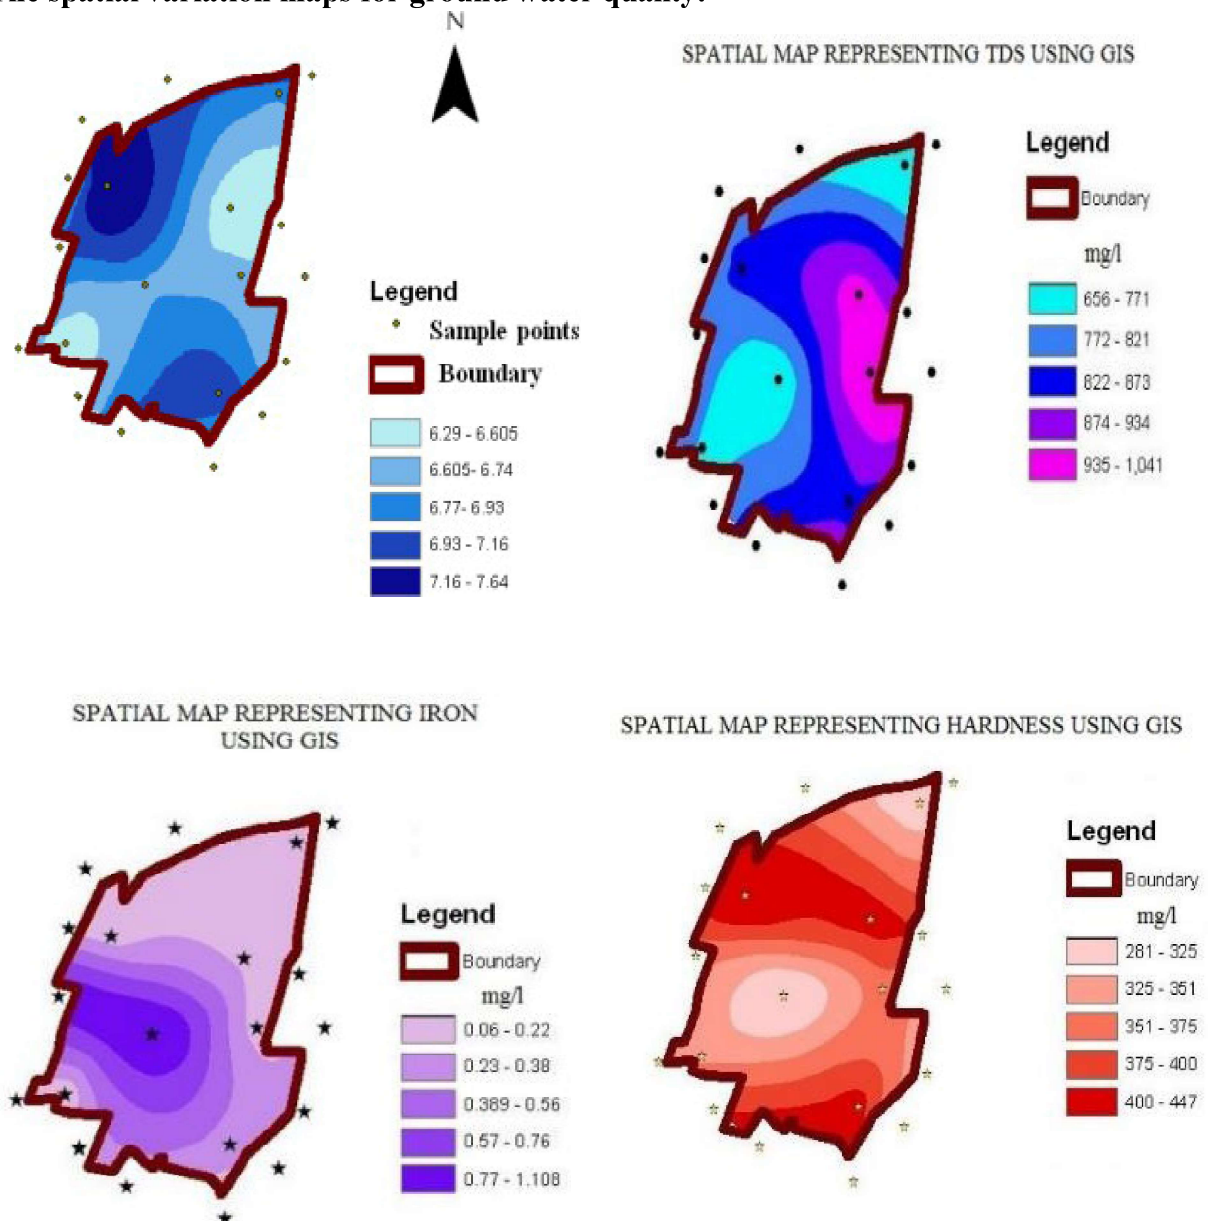 The spatial variation maps for ground water quality:
N
Legend
Sample points
Boundary
6.29 - 6.605
6.605- 6.74
6.77- 6.93
6.93 - 7.16
7.16 - 7.64
SPATIAL MAP REPRESENTING TDS USING GIS
Legend
Boundary
mg/l
656 - 771
772 - 821
822 - 873
874 - 934
935 - 1,041
SPATIAL MAP REPRESENTING IRON
USING GIS
Legend
Boundary
mg/l
0.06 - 0.22
0.23 - 0.38
0.389 - 0.56
0.57 - 0.76
0.77 - 1.108
SPATIAL MAP REPRESENTING HARDNESS USING GIS
Legend
Boundary
mg/l
281 - 325
325 - 351
351 - 375
375 - 400
400 - 447